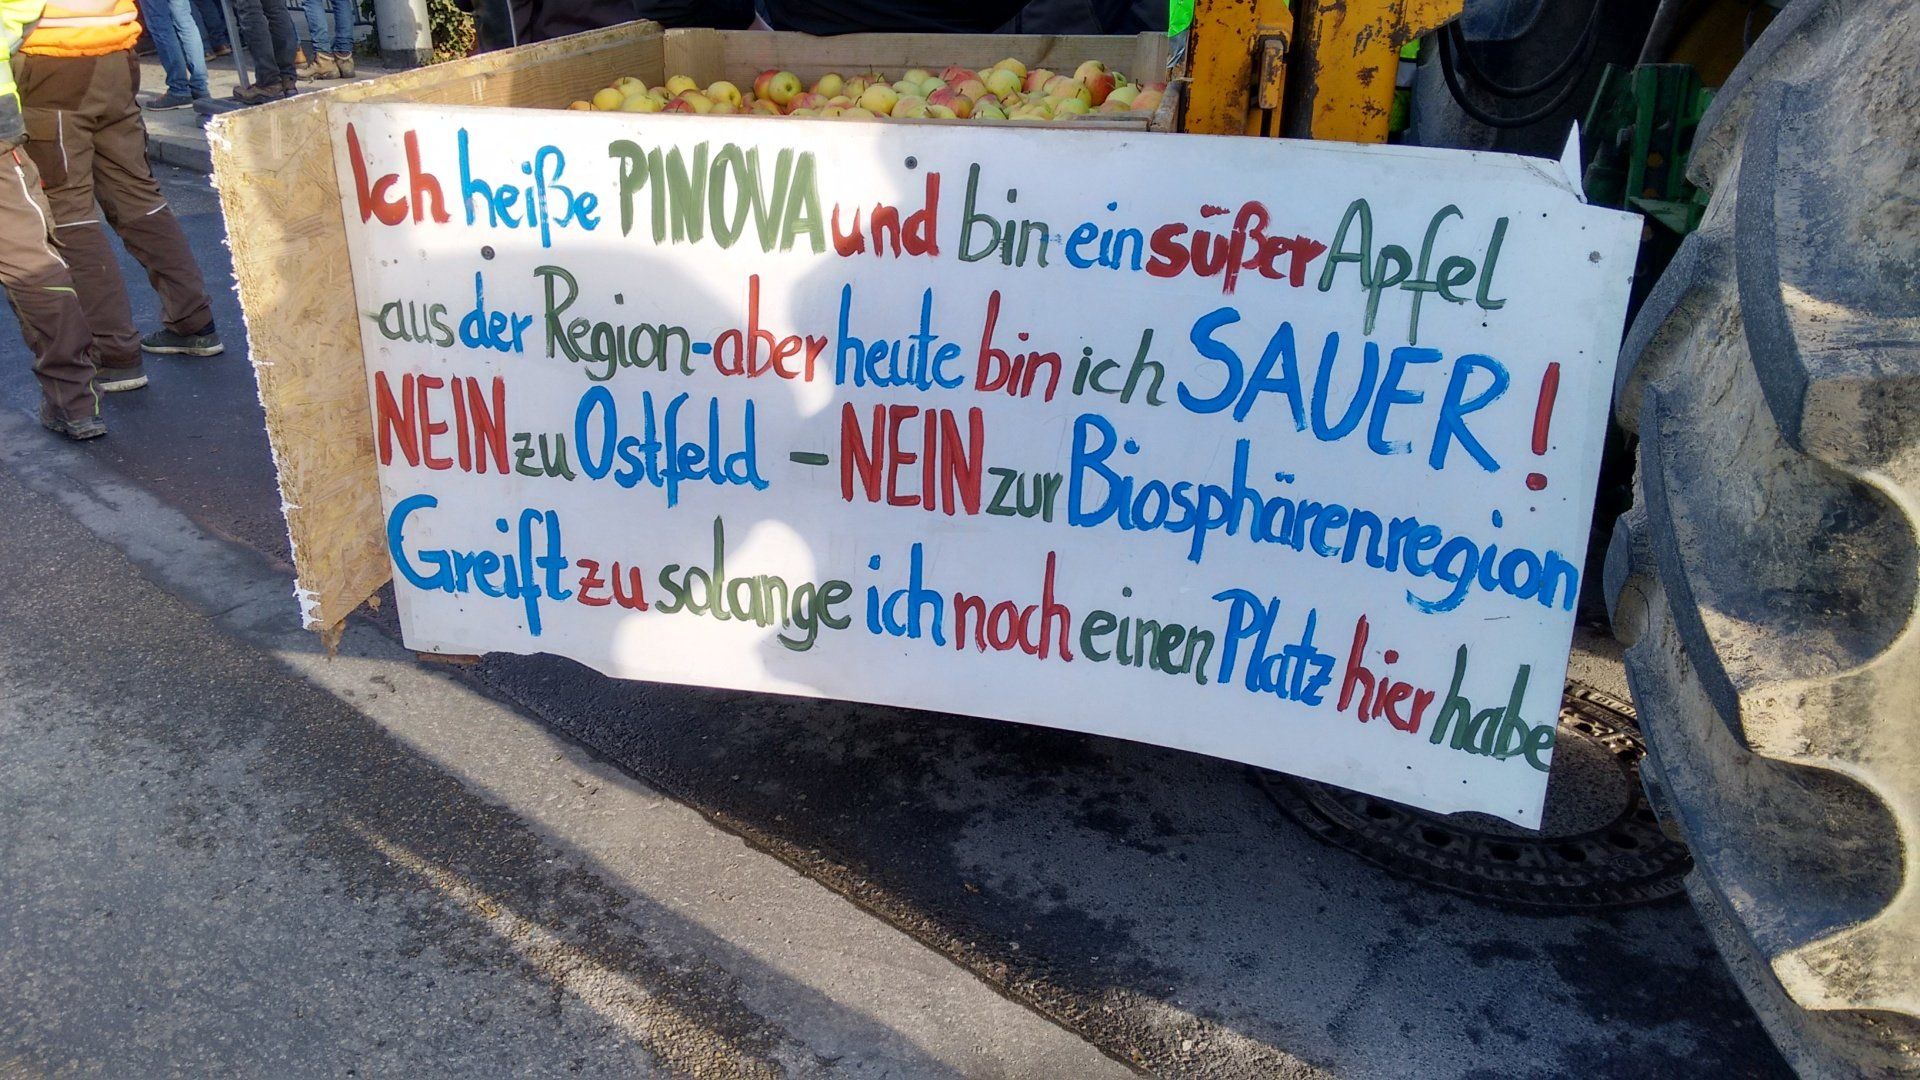 Ich heiße PINOVA und bin ein süßer Apfel
aus der Region - aber heute bin ich SAUER!
NEIN zu Ostfeld - NEIN zur Biosphärenregion
Greift zu solange ich noch einen Platz hier habe